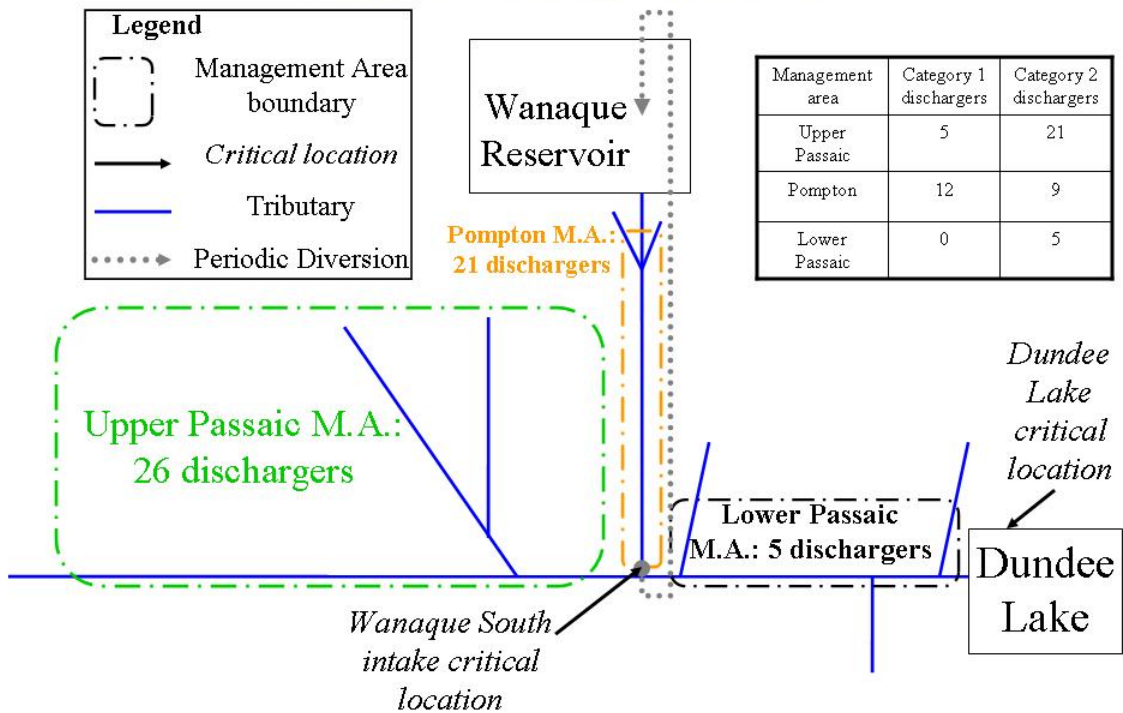 Legend
Management Area
boundary
Critical location
Tributary
Periodic Diversion
Wanaque
Reservoir
Management
area
Category 1
dischargers
Category 2
dischargers
Upper
Passaic
5
21
Pompton
12
9
Lower
Passaic
0
5
Pompton M.A.:
21 dischargers
Upper Passaic M.A.:
26 dischargers
Dundee
Lake
critical
location
Lower Passaic
M.A.: 5 dischargers
Dundee
Lake
Wanaque South
intake critical
location